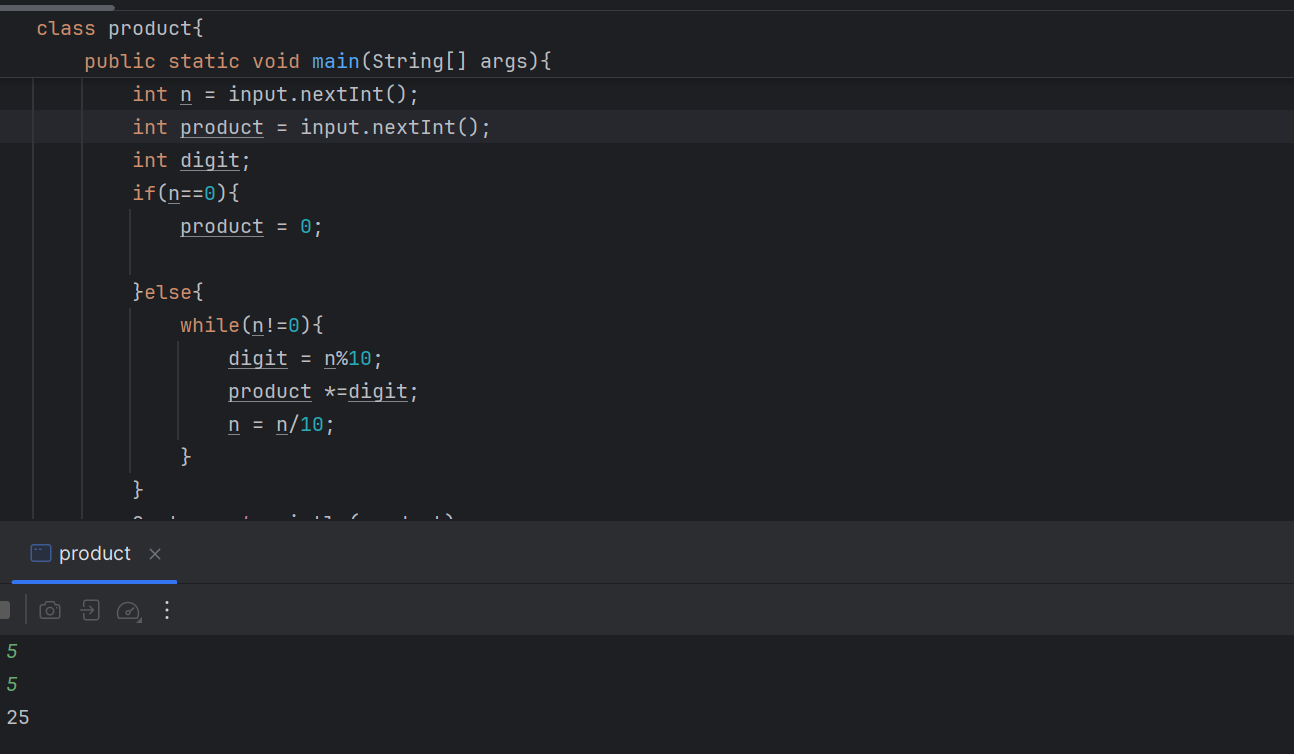 class product{
    public static void main(String[] args){
        int n = input.nextInt();
        int product = input.nextInt();
        int digit;
        if(n==0){
            product = 0;

        }else{
            while(n!=0){
                digit = n%10;
                product *=digit;
                n = n/10;
            }
        }
product
5
5
25